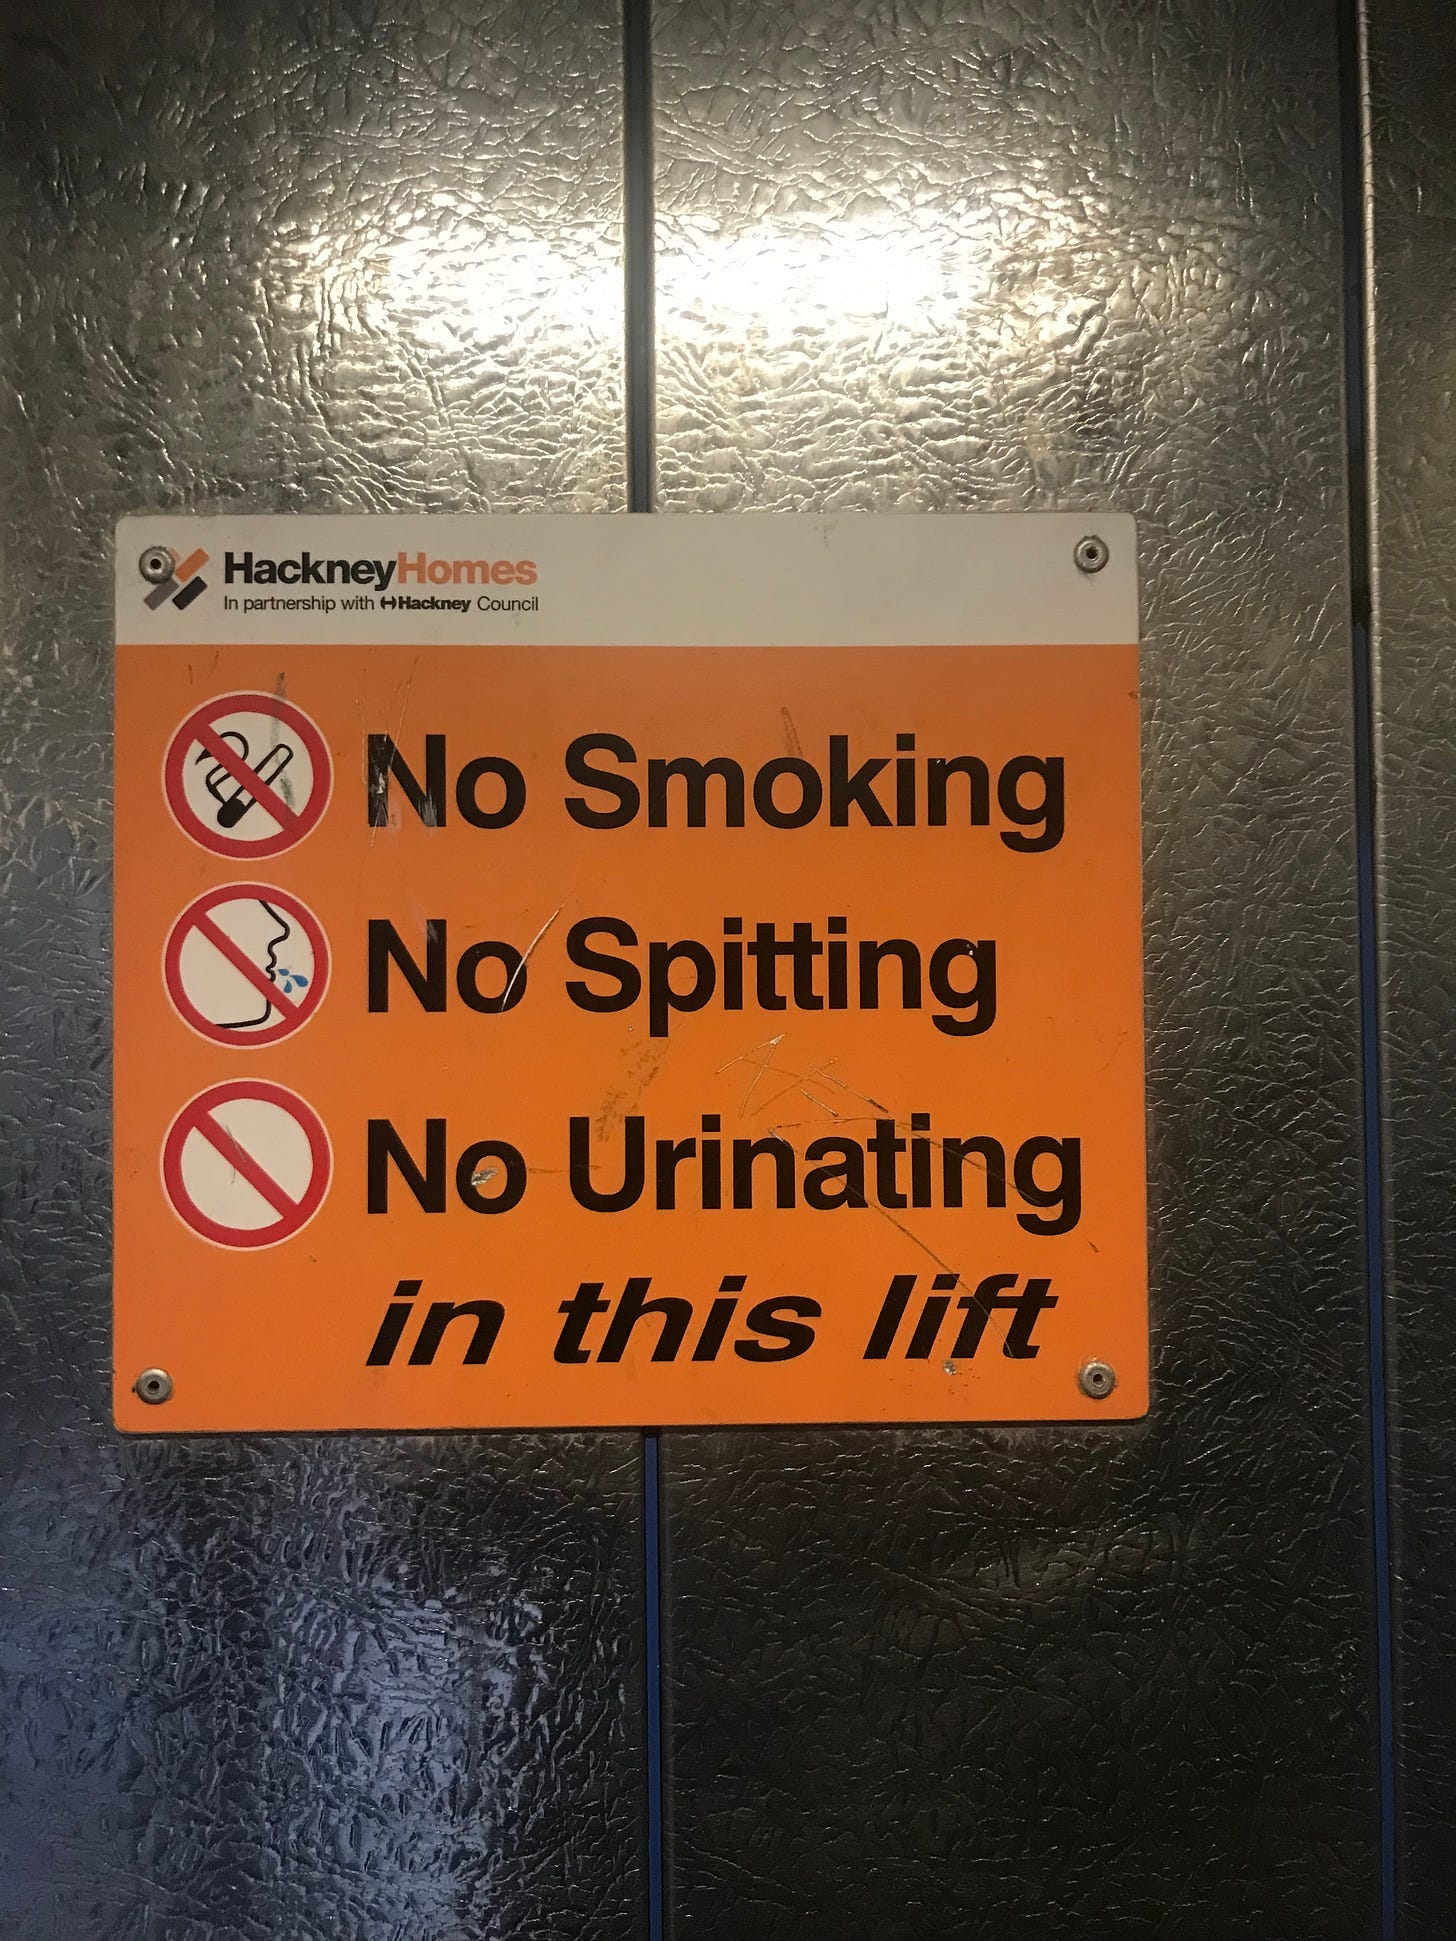 HackneyHomes
In partnership with Hackney Council
No Smoking
No Spitting
No Urinating
in this lift